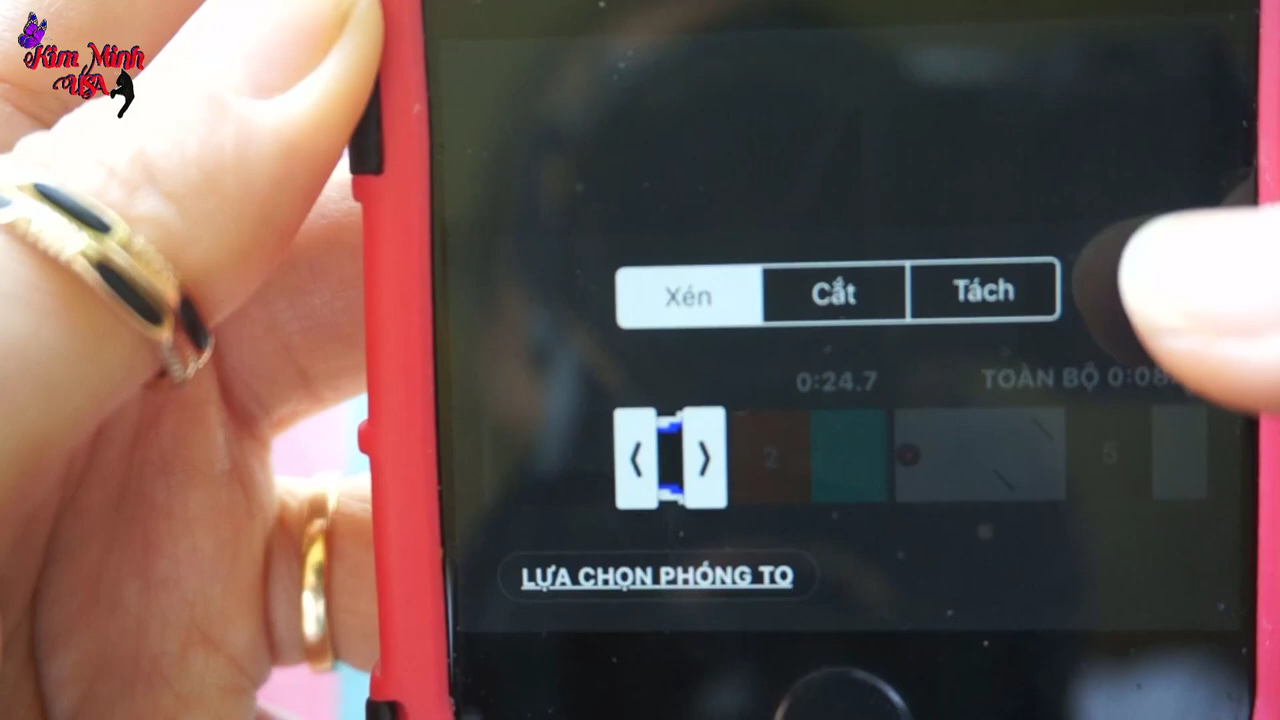 Kim Minh
USA
Xén Cắt Tách
0:24.7 TOÀN BỘ 0:08
2 5
LỰA CHỌN PHÓNG TO